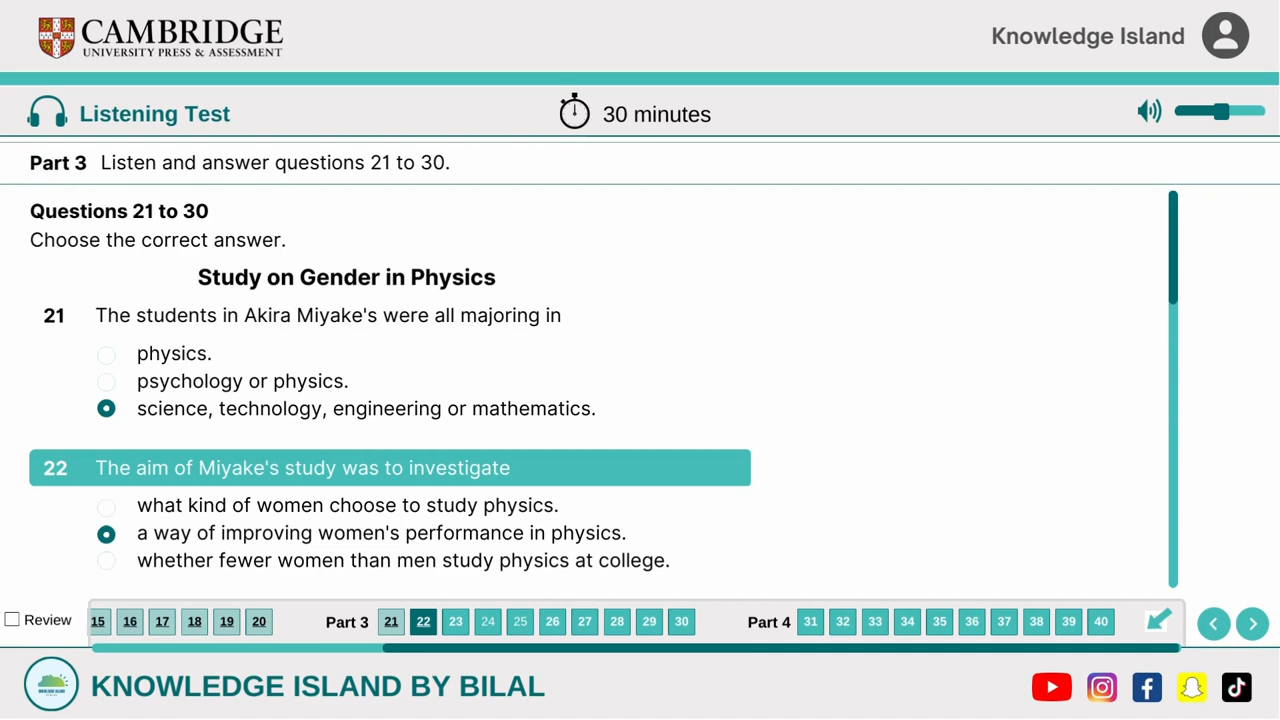 CAMBRIDGE
UNIVERSITY PRESS & ASSESSMENT
Knowledge Island
Listening Test
30 minutes
Part 3 Listen and answer questions 21 to 30.
Questions 21 to 30
Choose the correct answer.
Study on Gender in Physics
21 The students in Akira Miyake's were all majoring in
physics.
psychology or physics.
science, technology, engineering or mathematics.
22 The aim of Miyake's study was to investigate
what kind of women choose to study physics.
a way of improving women's performance in physics.
whether fewer women than men study physics at college.
Review 15 16 17 18 19 20 Part 3 21 22 23 24 25 26 27 28 29 30 Part 4 31 32 33 34 35 36 37 38 39 40
KNOWLEDGE ISLAND BY BILAL